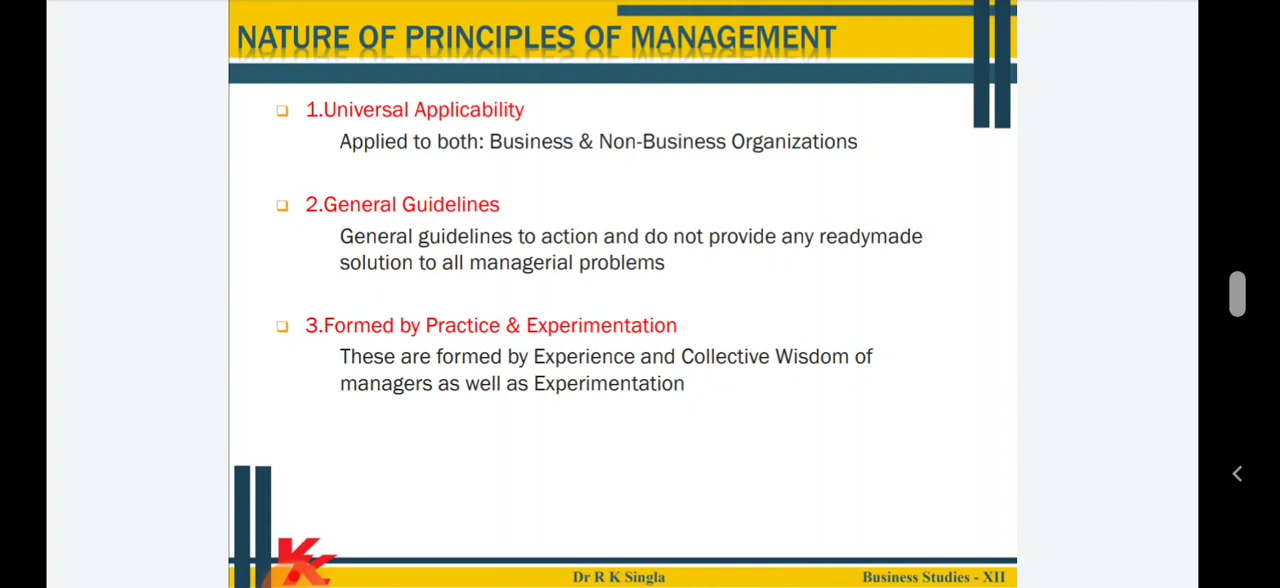 NATURE OF PRINCIPLES OF MANAGEMENT
1.Universal Applicability
Applied to both: Business & Non-Business Organizations
2.General Guidelines
General guidelines to action and do not provide any readymade
solution to all managerial problems
3.Formed by Practice & Experimentation
These are formed by Experience and Collective Wisdom of
managers as well as Experimentation
Dr R K Singla
Business Studies - XII